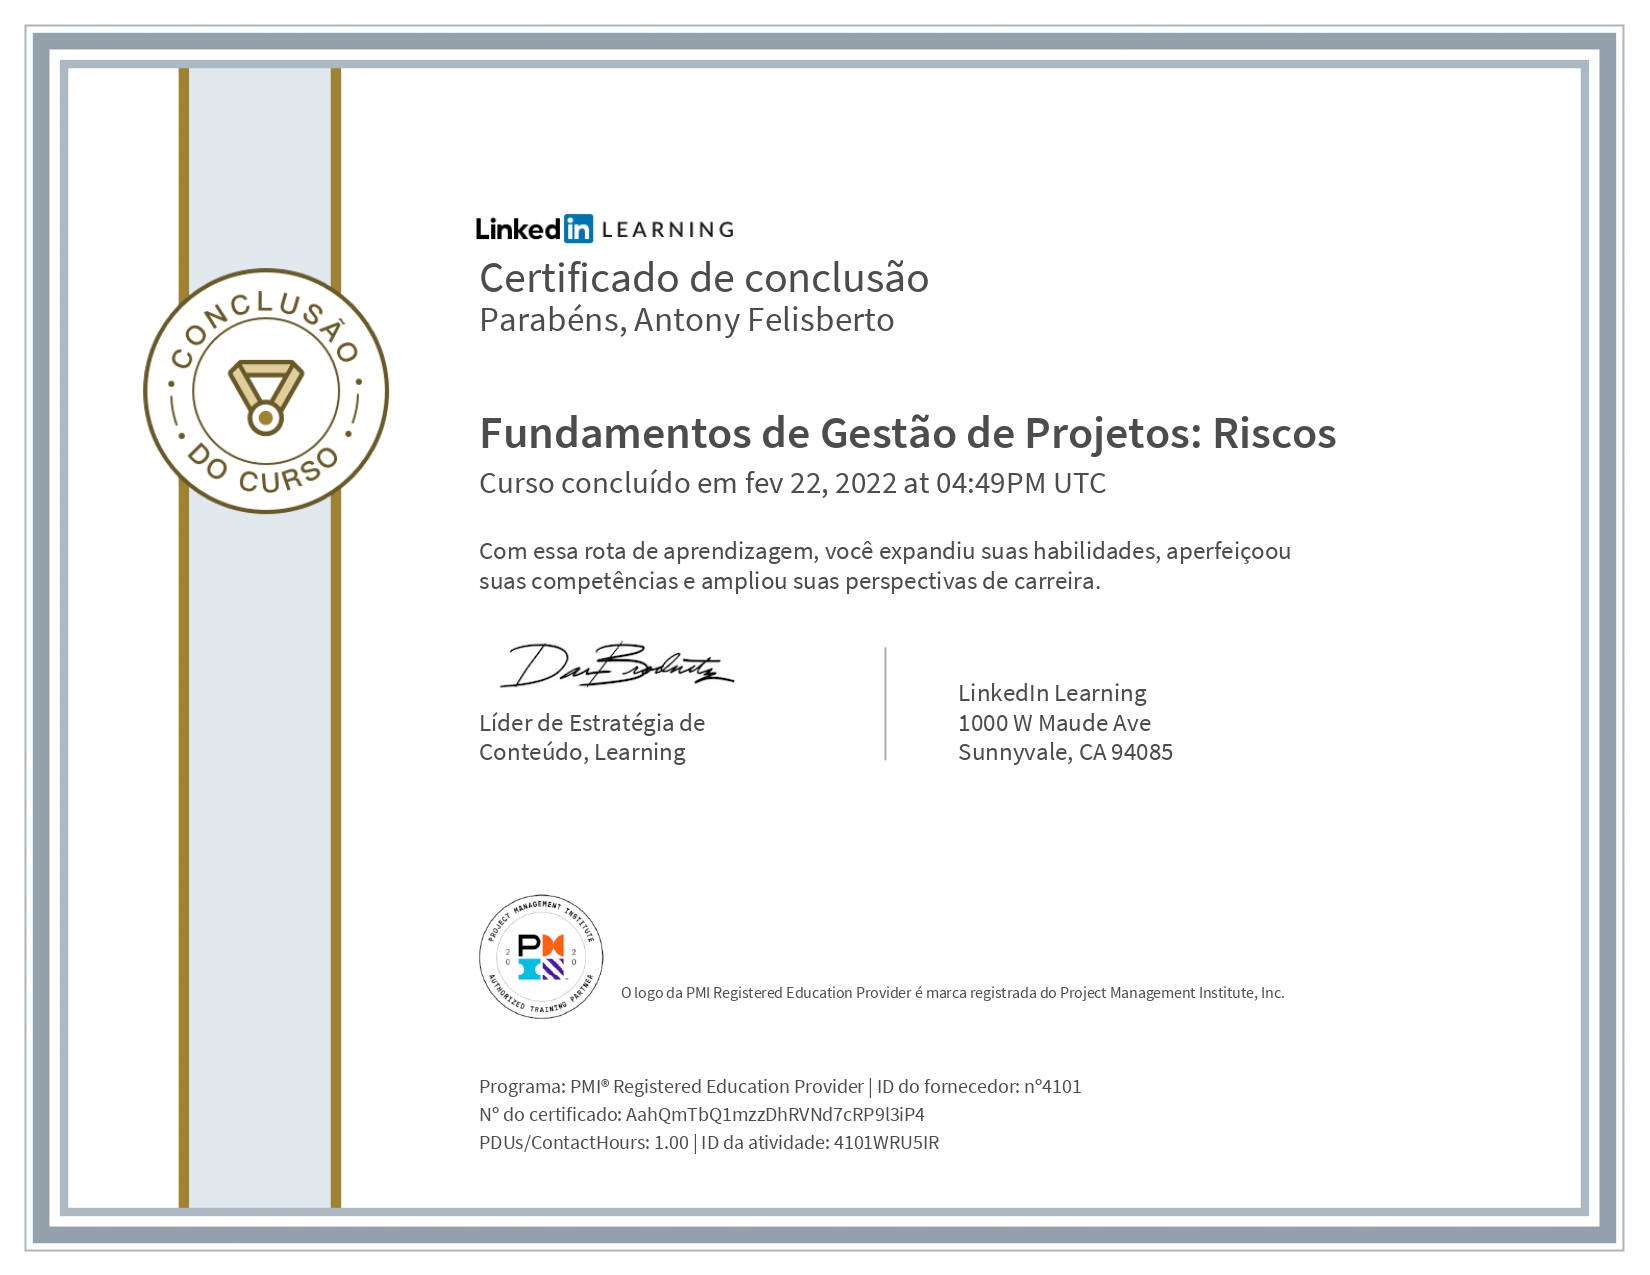 Linked in LEARNING
Certificado de conclusão
Parabéns, Antony Felisberto
CONCLUSÃO
DO CURSO
Fundamentos de Gestão de Projetos: Riscos
Curso concluído em fev 22, 2022 at 04:49PM UTC
Com essa rota de aprendizagem, você expandiu suas habilidades, aperfeiçoou
suas competências e ampliou suas perspectivas de carreira.
Dan Brodnitz
Líder de Estratégia de
Conteúdo, Learning
LinkedIn Learning
1000 W Maude Ave
Sunnyvale, CA 94085
PROJECT MANAGEMENT INSTITUTE
20 PM 20
AUTHORIZED TRAINING PARTNER
O logo da PMI Registered Education Provider é marca registrada do Project Management Institute, Inc.
Programa: PMI® Registered Education Provider | ID do fornecedor: nº4101
Nº do certificado: AahQmTbQ1mzzDhRVNd7cRP9l3iP4
PDUs/ContactHours: 1.00 | ID da atividade: 4101WRU5IR